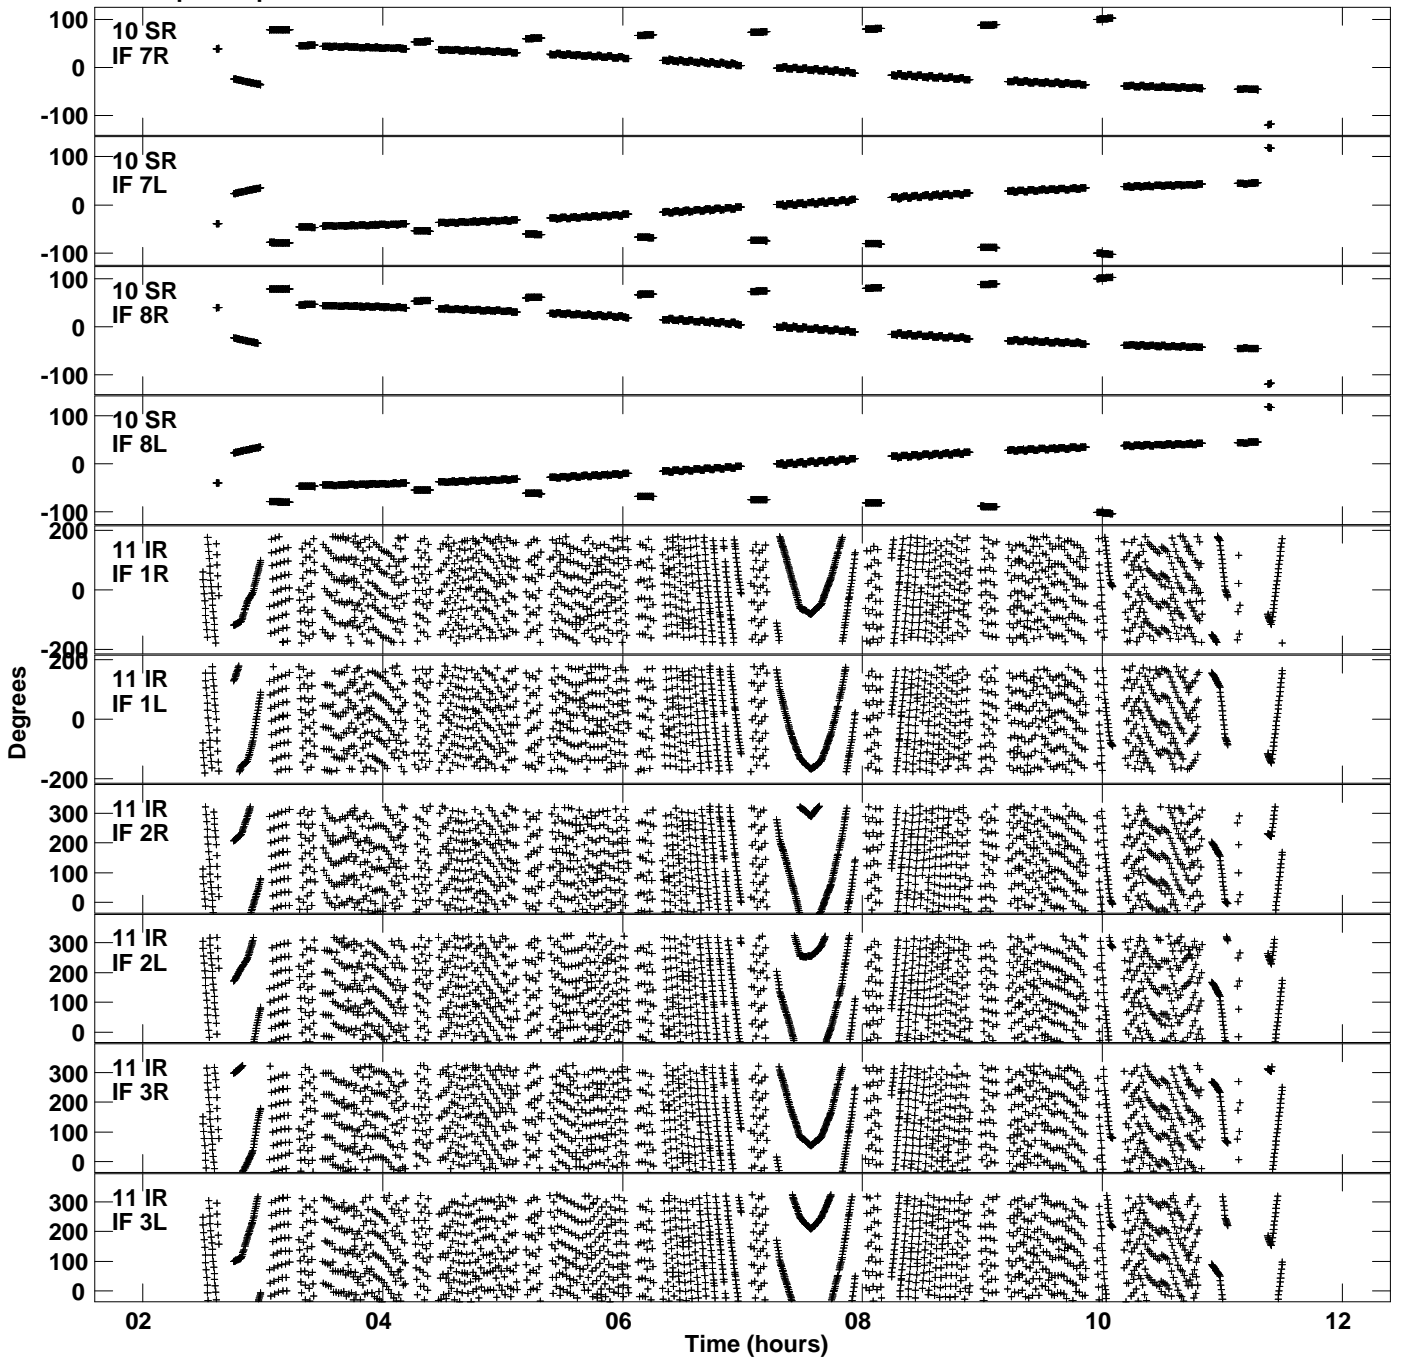 100
0
-100
10 SR
IF 7R
100
0
-100
10 SR
IF 7L
100
0
-100
10 SR
IF 8R
100
0
-100
10 SR
IF 8L
200
0
-200
11 IR
IF 1R
200
0
-200
11 IR
IF 1L
300
200
100
0
11 IR
IF 2R
300
200
100
0
11 IR
IF 2L
300
200
100
0
11 IR
IF 3R
300
200
100
0
11 IR
IF 3L
Degrees
02 04 06 08 10 12
Time (hours)